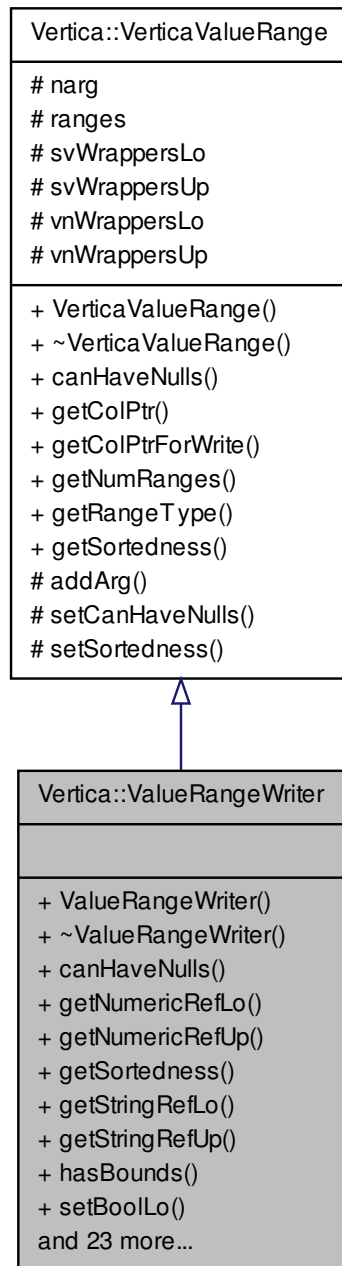 Vertica::VerticaValueRange
# narg
# ranges
# svWrappersLo
# svWrappersUp
# vnWrappersLo
# vnWrappersUp
+ VerticaValueRange()
+ ~VerticaValueRange()
+ canHaveNulls()
+ getColPtr()
+ getColPtrForWrite()
+ getNumRanges()
+ getRangeType()
+ getSortedness()
# addArg()
# setCanHaveNulls()
# setSortedness()
Vertica::ValueRangeWriter
+ ValueRangeWriter()
+ ~ValueRangeWriter()
+ canHaveNulls()
+ getNumericRefLo()
+ getNumericRefUp()
+ getSortedness()
+ getStringRefLo()
+ getStringRefUp()
+ hasBounds()
+ setBoolLo()
and 23 more...